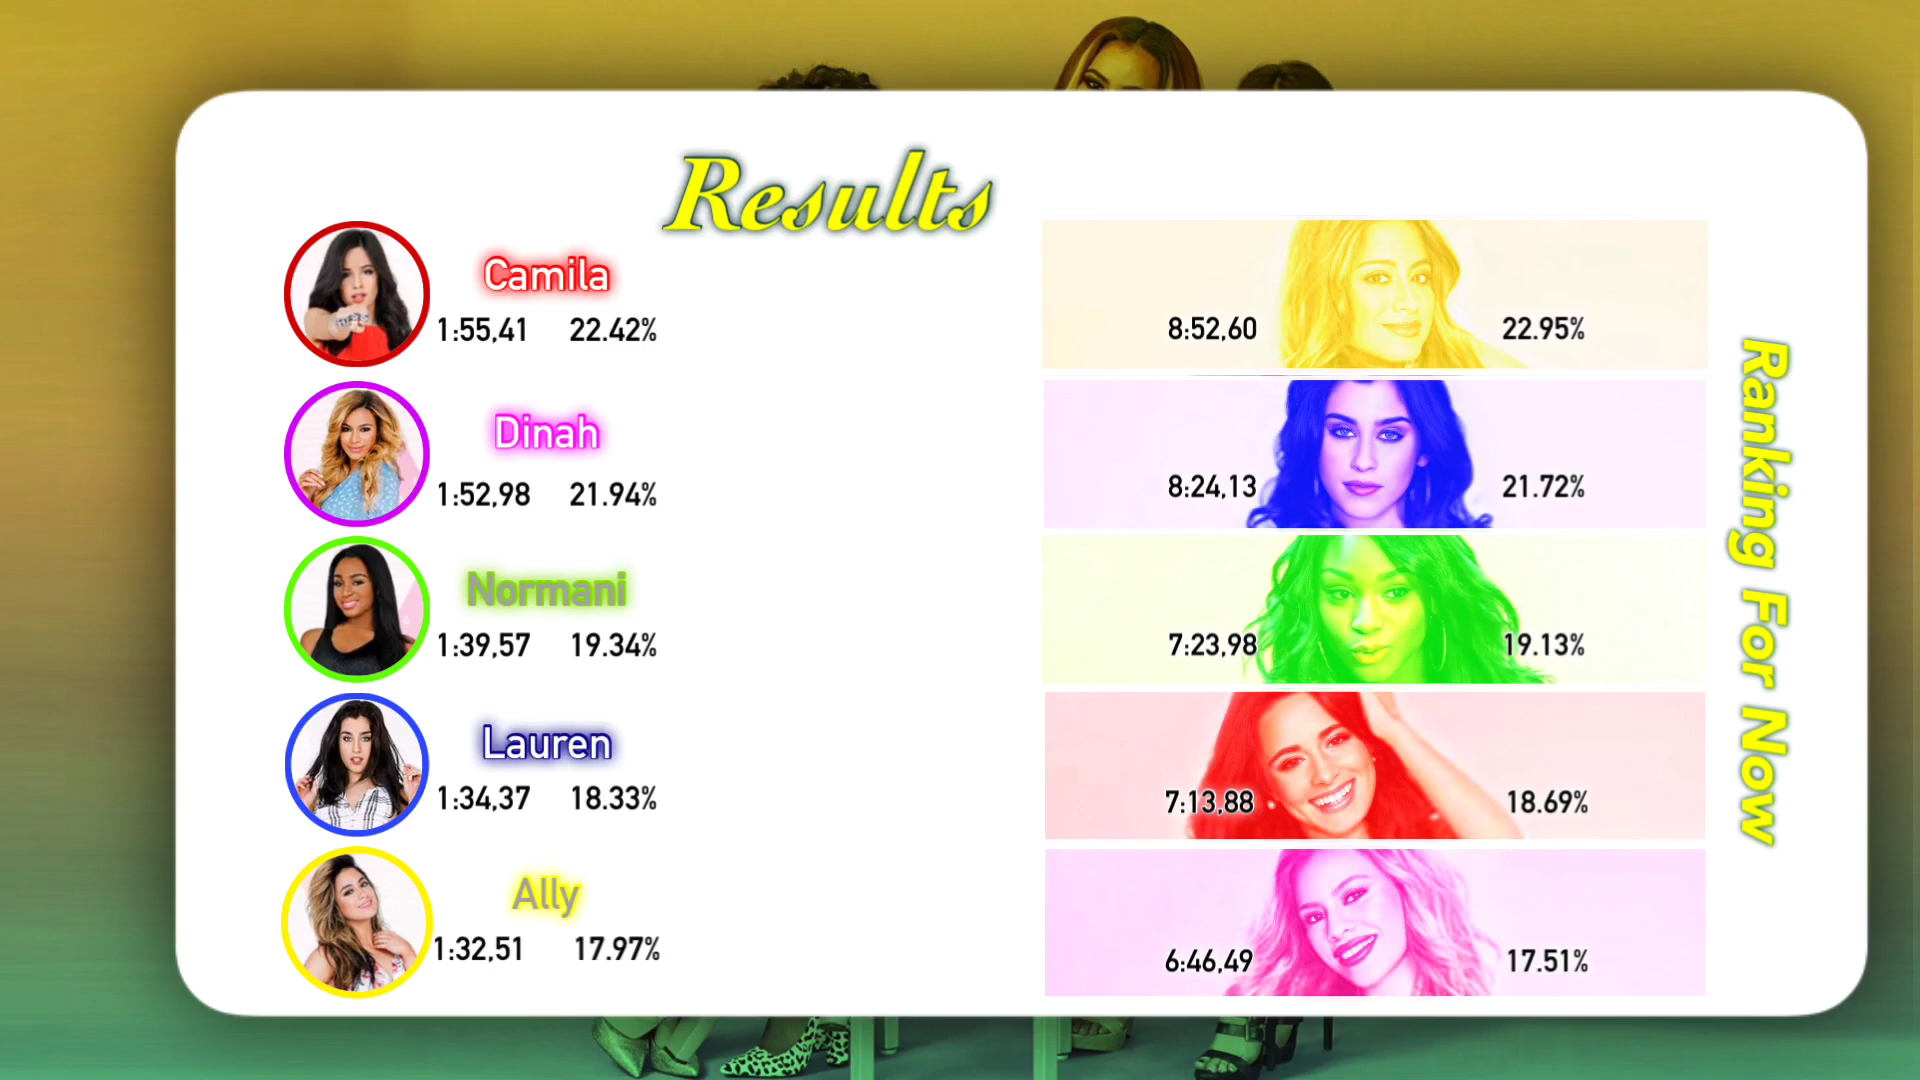 Results
Camila
1:55,41 22.42%
Dinah
1:52,98 21.94%
Normani
1:39,57 19.34%
Lauren
1:34,37 18.33%
Ally
1:32,51 17.97%
8:52,60 22.95%
8:24,13 21.72%
7:23,98 19.13%
7:13,88 18.69%
6:46,49 17.51%
Ranking For Now